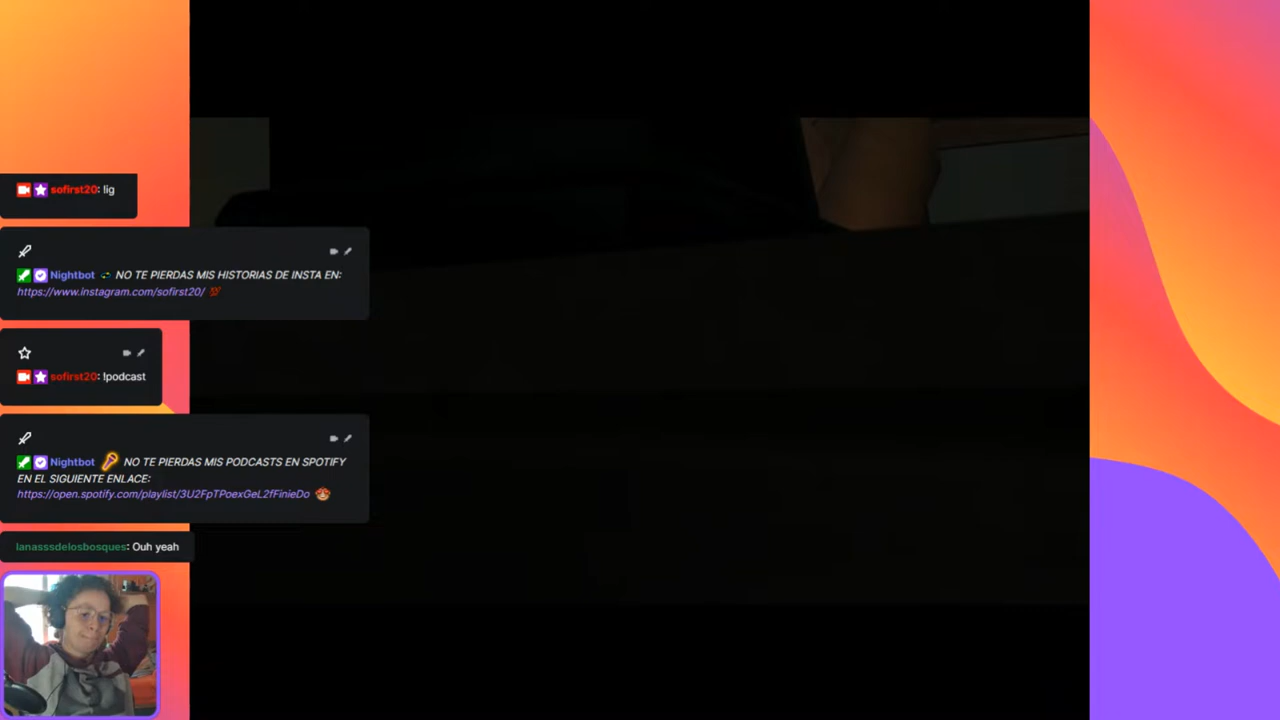 sofirst20: !ig
Nightbot NO TE PIERDAS MIS HISTORIAS DE INSTA EN:
https://www.instagram.com/sofirst20/ 💯
sofirst20: !podcast
Nightbot NO TE PIERDAS MIS PODCASTS EN SPOTIFY
EN EL SIGUIENTE ENLACE:
https://open.spotify.com/playlist/3U2FpTPoexGeL2fFinieDo
lanasssdelosbosques: Ouh yeah